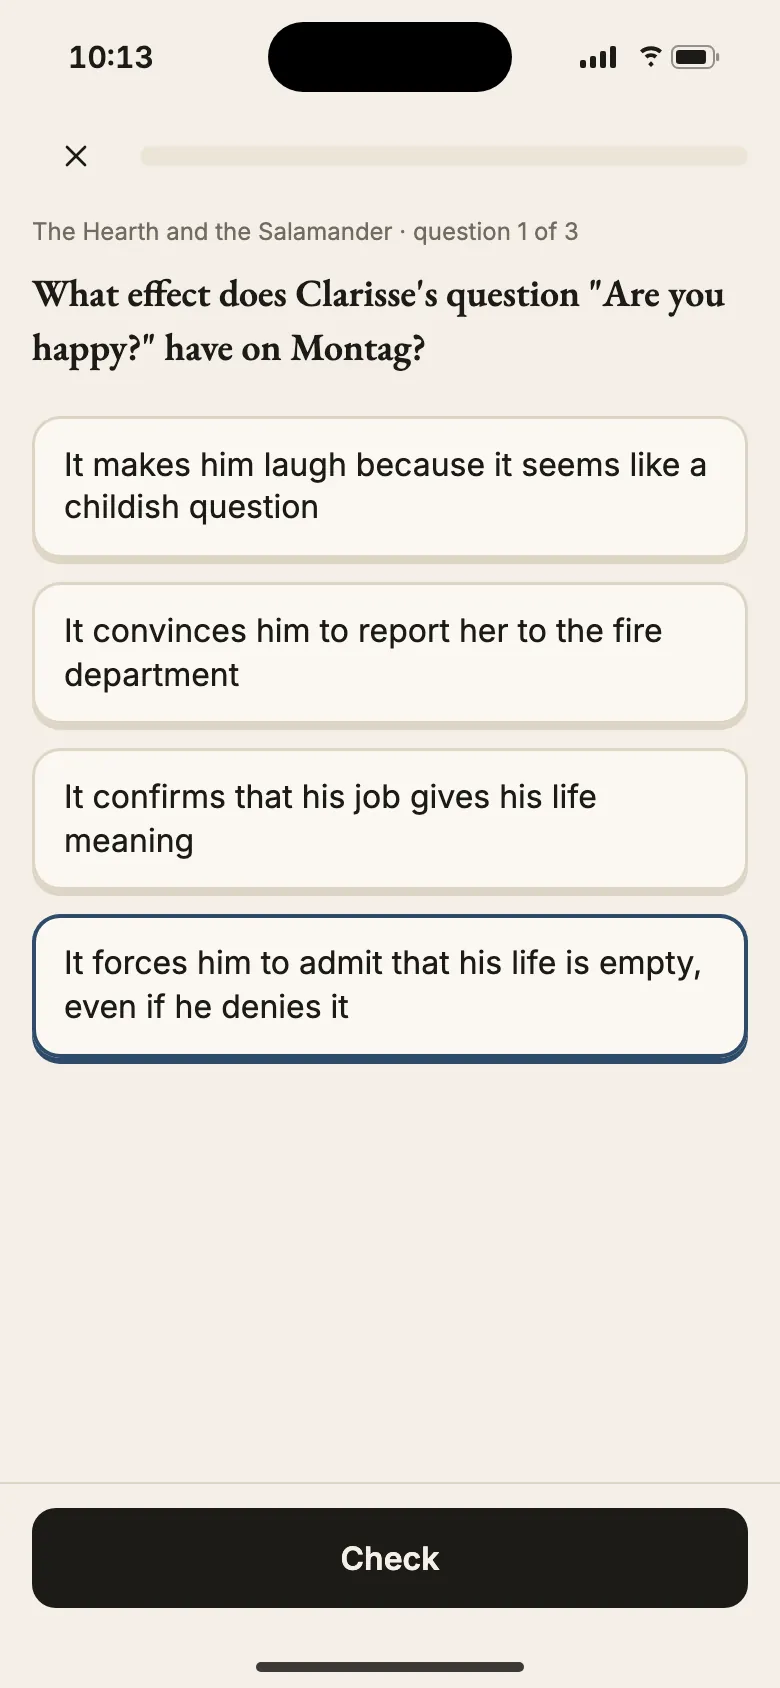 10:13
The Hearth and the Salamander · question 1 of 3
What effect does Clarisse's question "Are you
happy?" have on Montag?
It makes him laugh because it seems like a
childish question
It convinces him to report her to the fire
department
It confirms that his job gives his life
meaning
It forces him to admit that his life is empty,
even if he denies it
Check